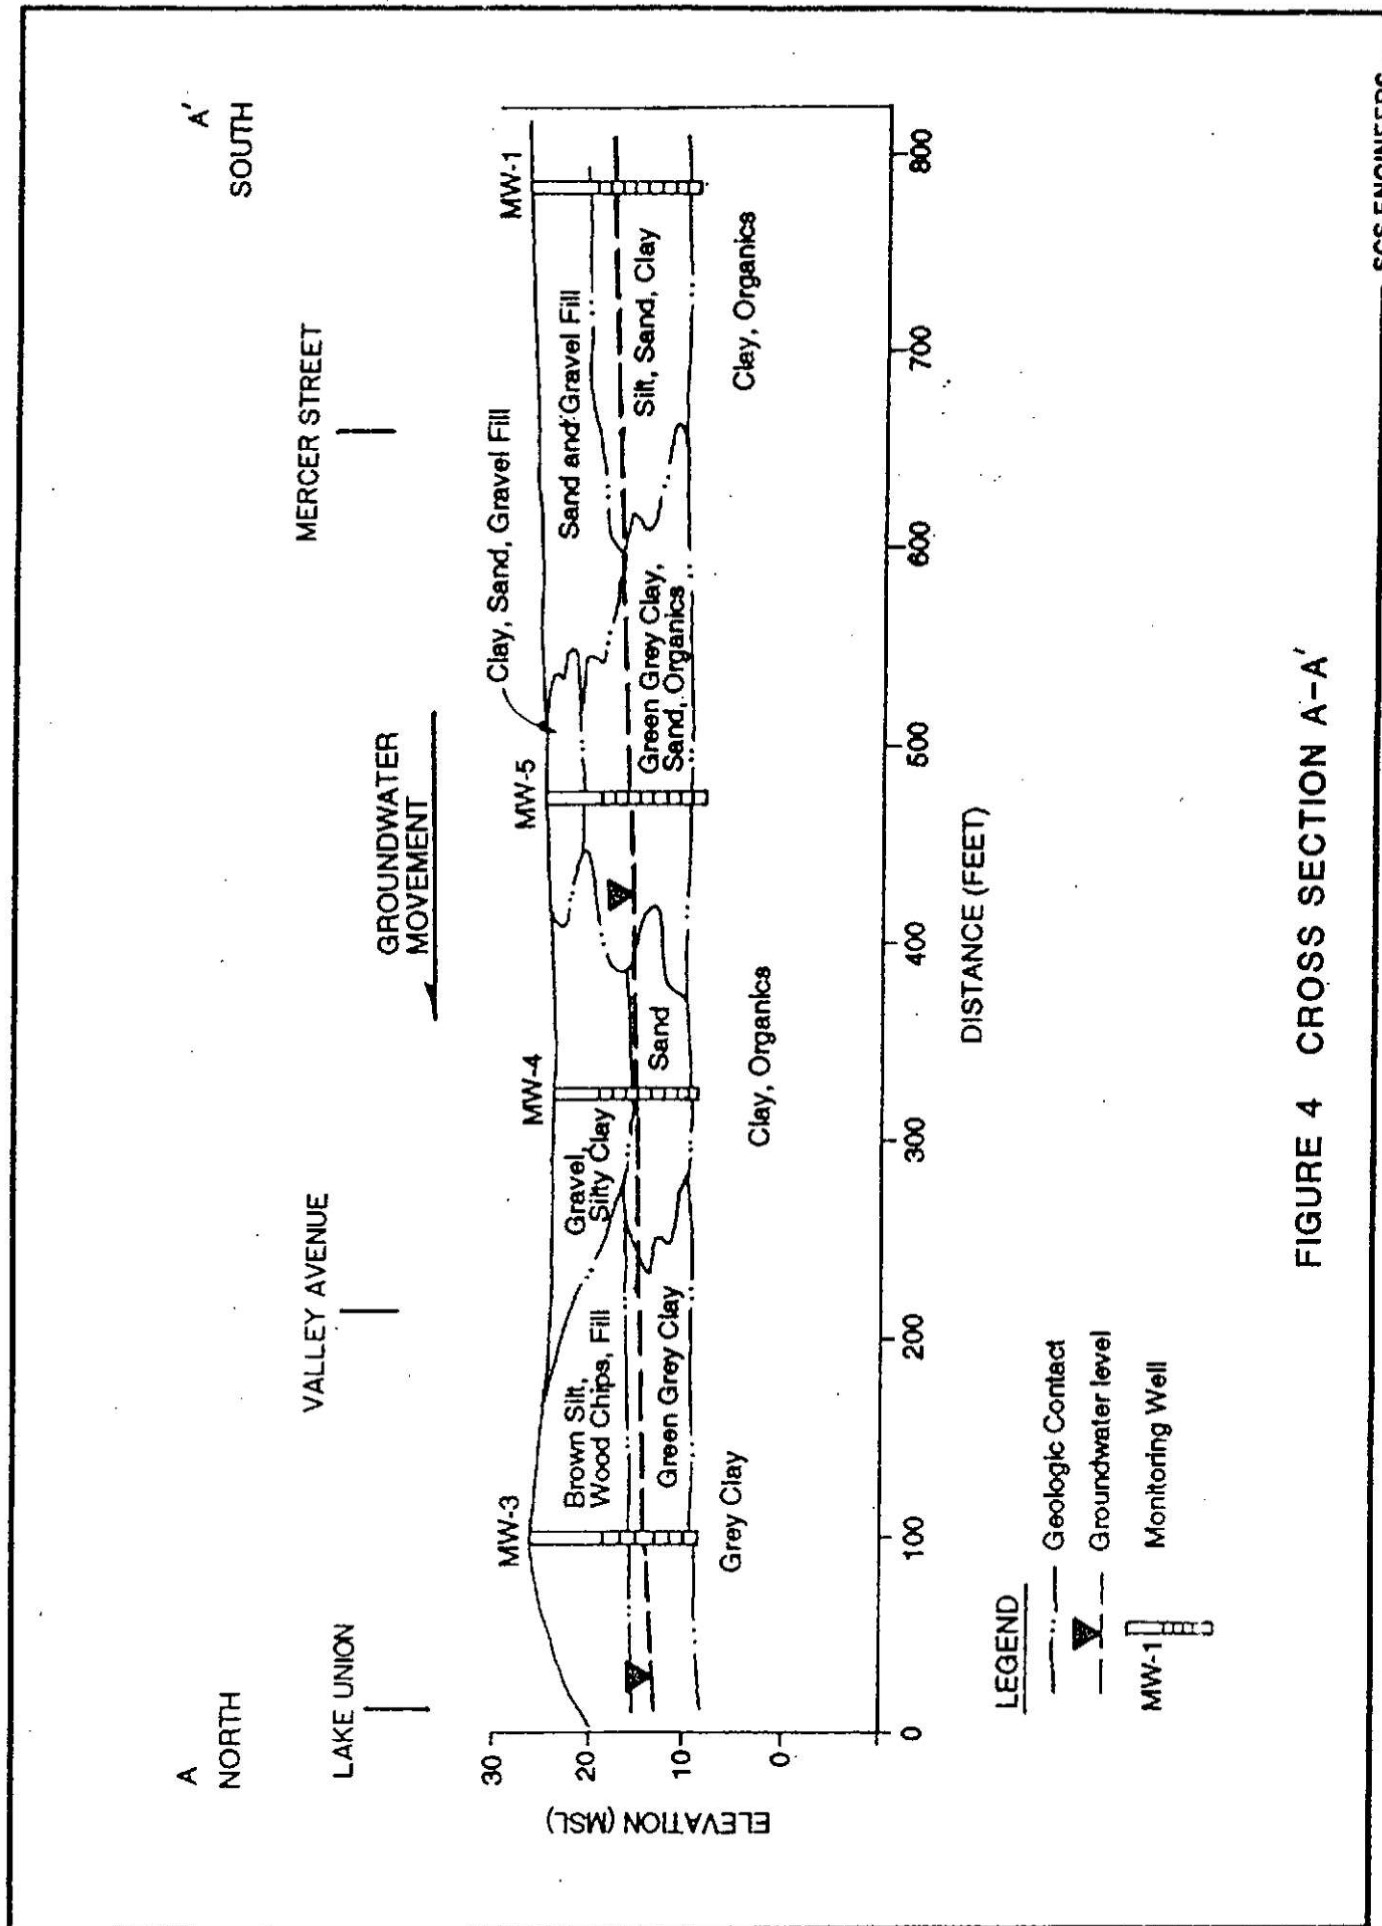 A
NORTH
A'
SOUTH
LAKE UNION
VALLEY AVENUE
MERCER STREET
GROUNDWATER
MOVEMENT
Clay, Sand, Gravel Fill
MW-3
MW-4
MW-5
MW-1
Brown Silt,
Wood Chips, Fill
Gravel,
Silty Clay
Sand and Gravel Fill
Green Grey Clay
Sand
Green Grey Clay,
Sand, Organics
Silt, Sand, Clay
Grey Clay
Clay, Organics
Clay, Organics
ELEVATION (MSL)
30
20
10
0
0
100
200
300
400
500
600
700
800
DISTANCE (FEET)
LEGEND
Geologic Contact
Groundwater level
MW-1
Monitoring Well
FIGURE 4 CROSS SECTION A-A'
SCS ENGINEERS